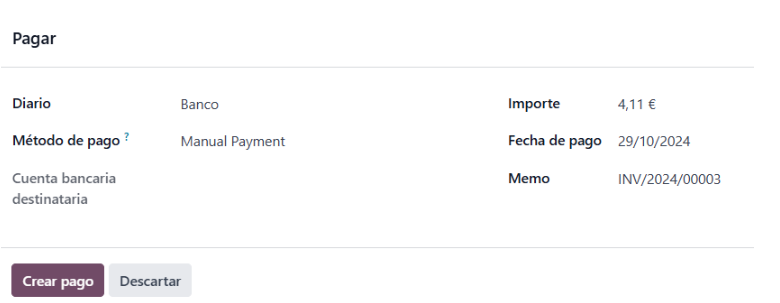 Pagar
Diario Banco Importe 4,11 €
Método de pago ? Manual Payment Fecha de pago 29/10/2024
Cuenta bancaria Memo INV/2024/00003
destinataria
Crear pago Descartar